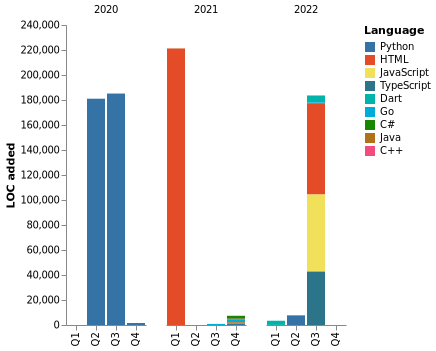 2020 2021 2022
LOC added
240,000
220,000
200,000
180,000
160,000
140,000
120,000
100,000
80,000
60,000
40,000
20,000
0
Q1 Q2 Q3 Q4 Q1 Q2 Q3 Q4 Q1 Q2 Q3 Q4
Language
Python
HTML
JavaScript
TypeScript
Dart
Go
C#
Java
C++